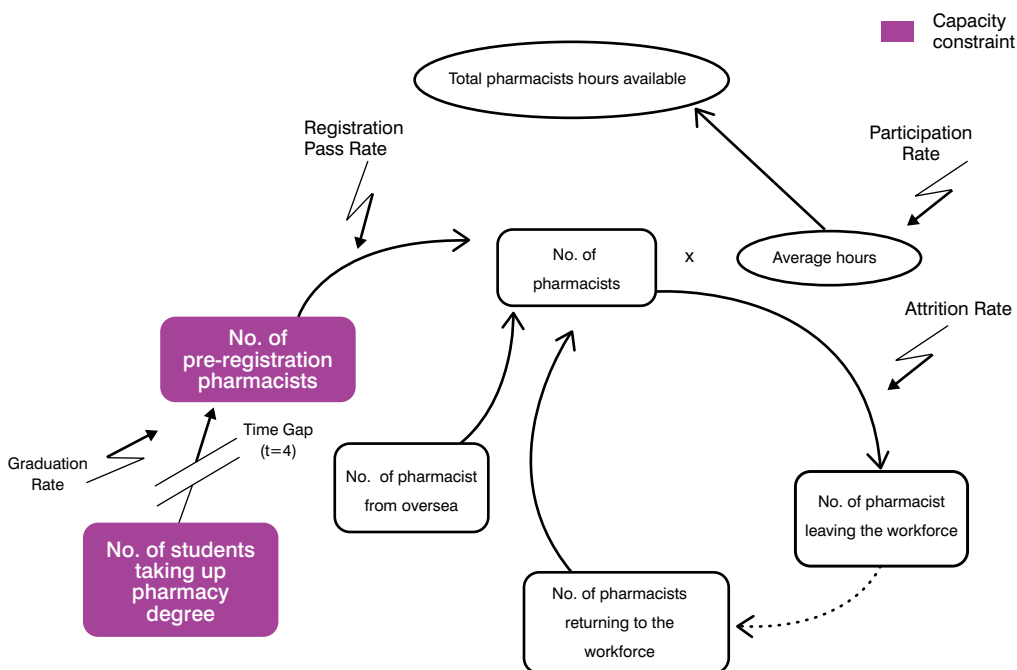 Capacity
constraint
Total pharmacists hours available
Registration
Pass Rate
Participation
Rate
No. of
pharmacists
x
Average hours
Attrition Rate
No. of
pre-registration
pharmacists
Time Gap
(t=4)
Graduation
Rate
No. of pharmacist
from oversea
No. of pharmacist
leaving the workforce
No. of students
taking up
pharmacy
degree
No. of pharmacists
returning to the
workforce